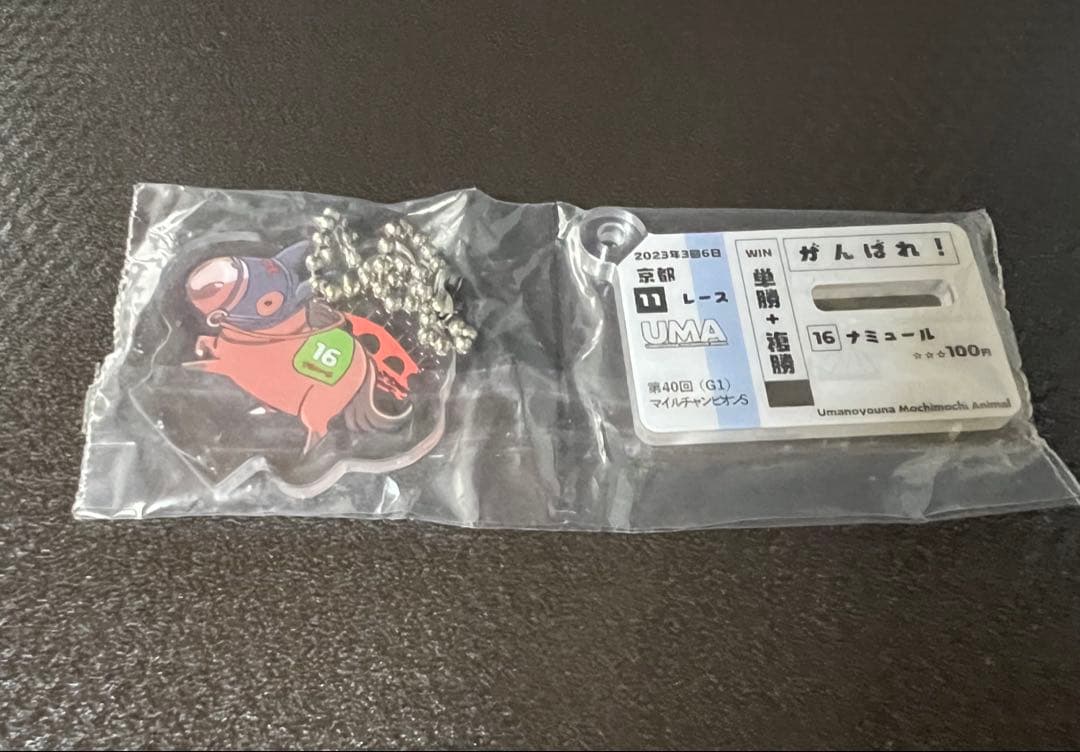 16
2023年3回6日
京都
11 レース
UMA
第40回(G1)
マイルチャンピオンS
WIN
単勝+複勝
がんばれ!
16 ナミュール
☆☆☆100円
Umanoyouna Mochimochi Animal